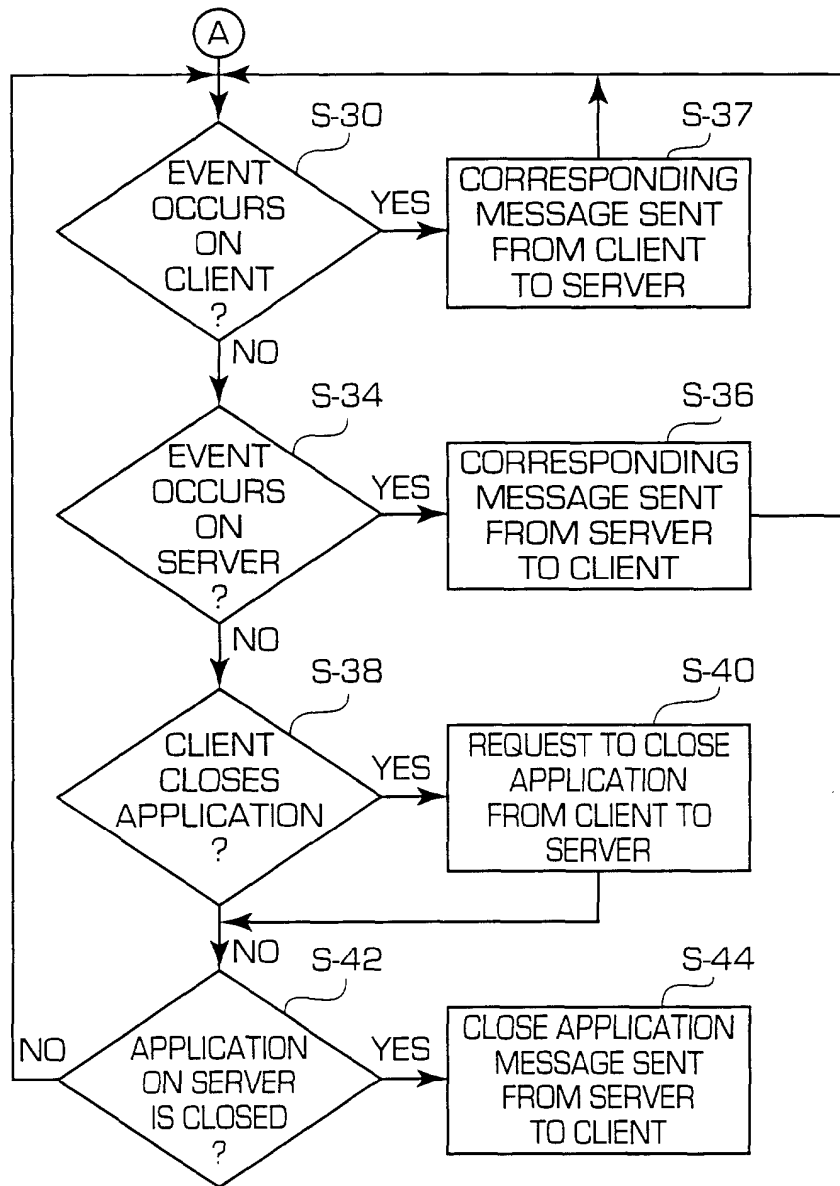 A
S-30
EVENT
OCCURS
ON
CLIENT
?
YES
S-37
CORRESPONDING
MESSAGE SENT
FROM CLIENT
TO SERVER
NO
S-34
EVENT
OCCURS
ON
SERVER
?
YES
S-36
CORRESPONDING
MESSAGE SENT
FROM SERVER
TO CLIENT
NO
S-38
CLIENT
CLOSES
APPLICATION
?
YES
S-40
REQUEST TO CLOSE
APPLICATION
FROM CLIENT TO
SERVER
NO
S-42
NO
APPLICATION
ON SERVER
IS CLOSED
?
YES
S-44
CLOSE APPLICATION
MESSAGE SENT
FROM SERVER
TO CLIENT